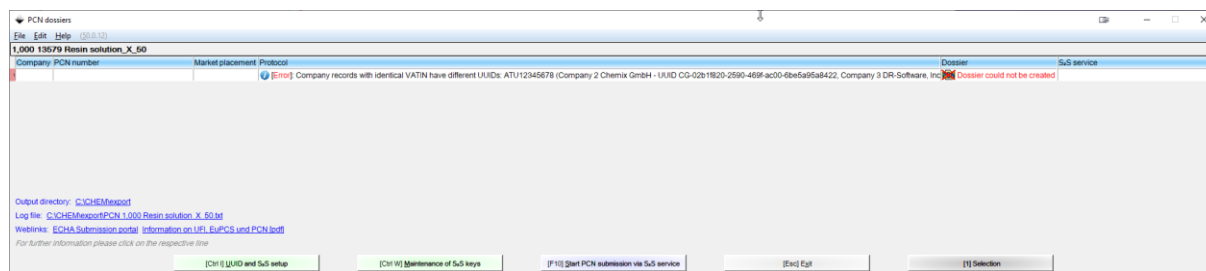 PCN dossiers
File Edit Help (50.0.12)
1,000 13579 Resin solution_X_50
Company PCN number Market placement Protocol Dossier S2S service
[Error]: Company records with identical VATIN have different UUIDs: ATU12345678 (Company 2 Chemix GmbH - UUID CG-02b1f820-2590-469f-ac00-6be5a95a8422, Company 3 DR-Software, Inc Dossier could not be created
Output directory: C:\CHEM\export
Log file: C:\CHEM\export\PCN 1,000 Resin solution_X_50.txt
Weblinks: ECHA Submission portal Information on UFI, EuPCS und PCN [pdf]
For further information please click on the respective line
[Ctrl I] UUID and S2S setup [Ctrl W] Maintenance of S2S keys [F10] Start PCN submission via S2S service [Esc] Exit [1] Selection